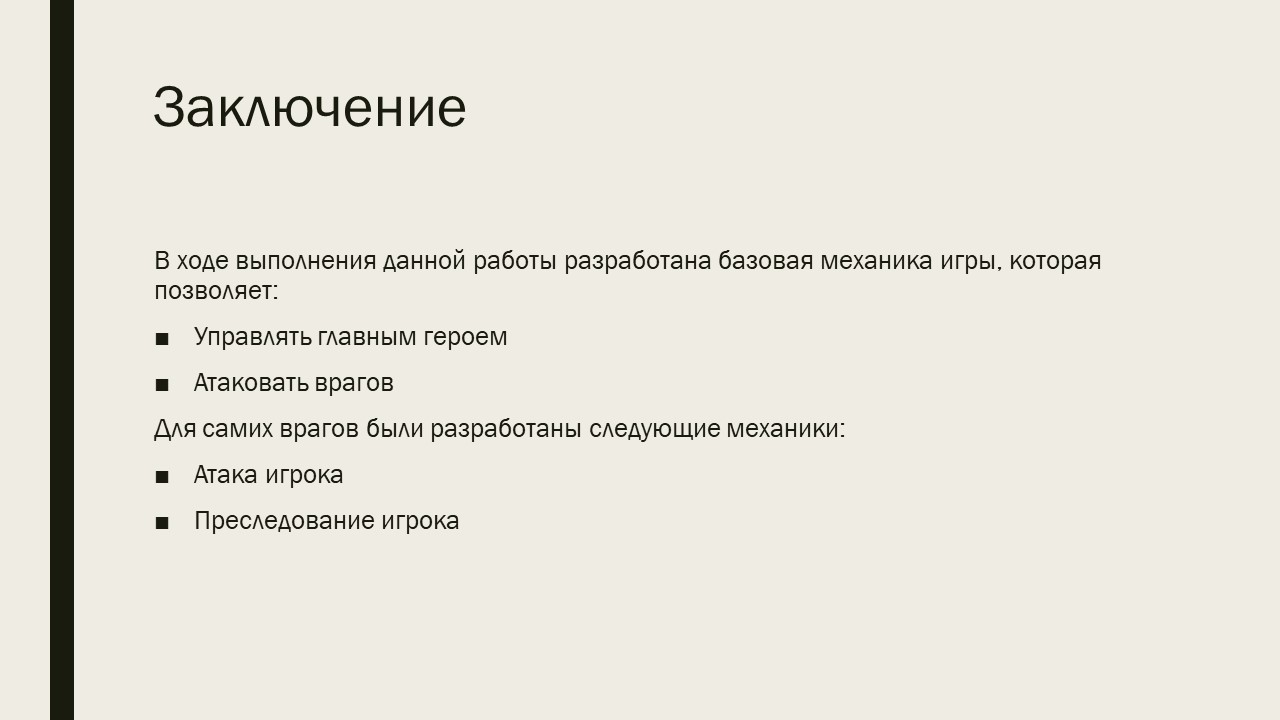 Заключение
В ходе выполнения данной работы разработана базовая механика игры, которая
позволяет:
■ Управлять главным героем
■ Атаковать врагов
Для самих врагов были разработаны следующие механики:
■ Атака игрока
■ Преследование игрока